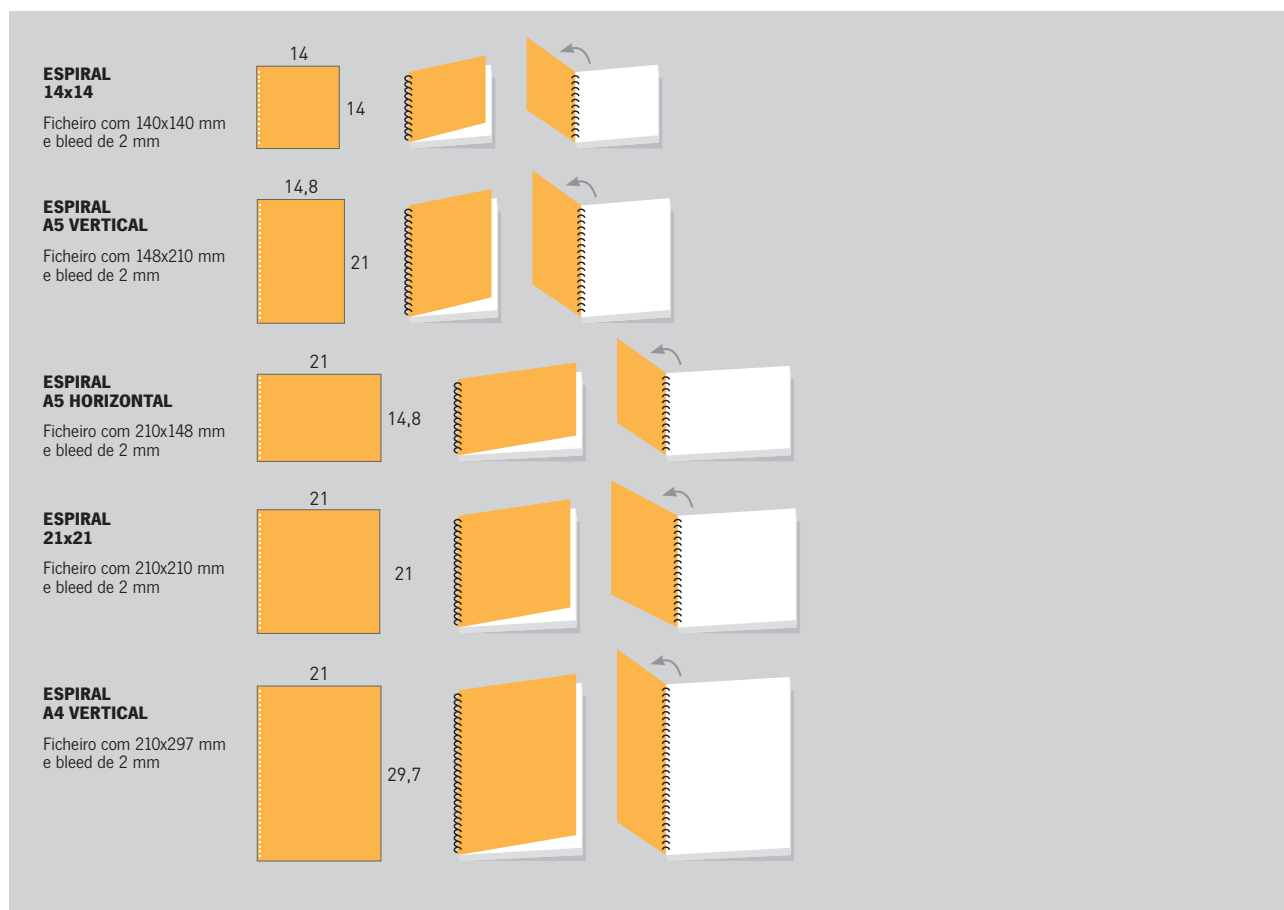 ESPIRAL
14x14
Ficheiro com 140x140 mm
e bleed de 2 mm
14
14
ESPIRAL
A5 VERTICAL
Ficheiro com 148x210 mm
e bleed de 2 mm
14,8
21
ESPIRAL
A5 HORIZONTAL
Ficheiro com 210x148 mm
e bleed de 2 mm
21
14,8
ESPIRAL
21x21
Ficheiro com 210x210 mm
e bleed de 2 mm
21
21
ESPIRAL
A4 VERTICAL
Ficheiro com 210x297 mm
e bleed de 2 mm
21
29,7